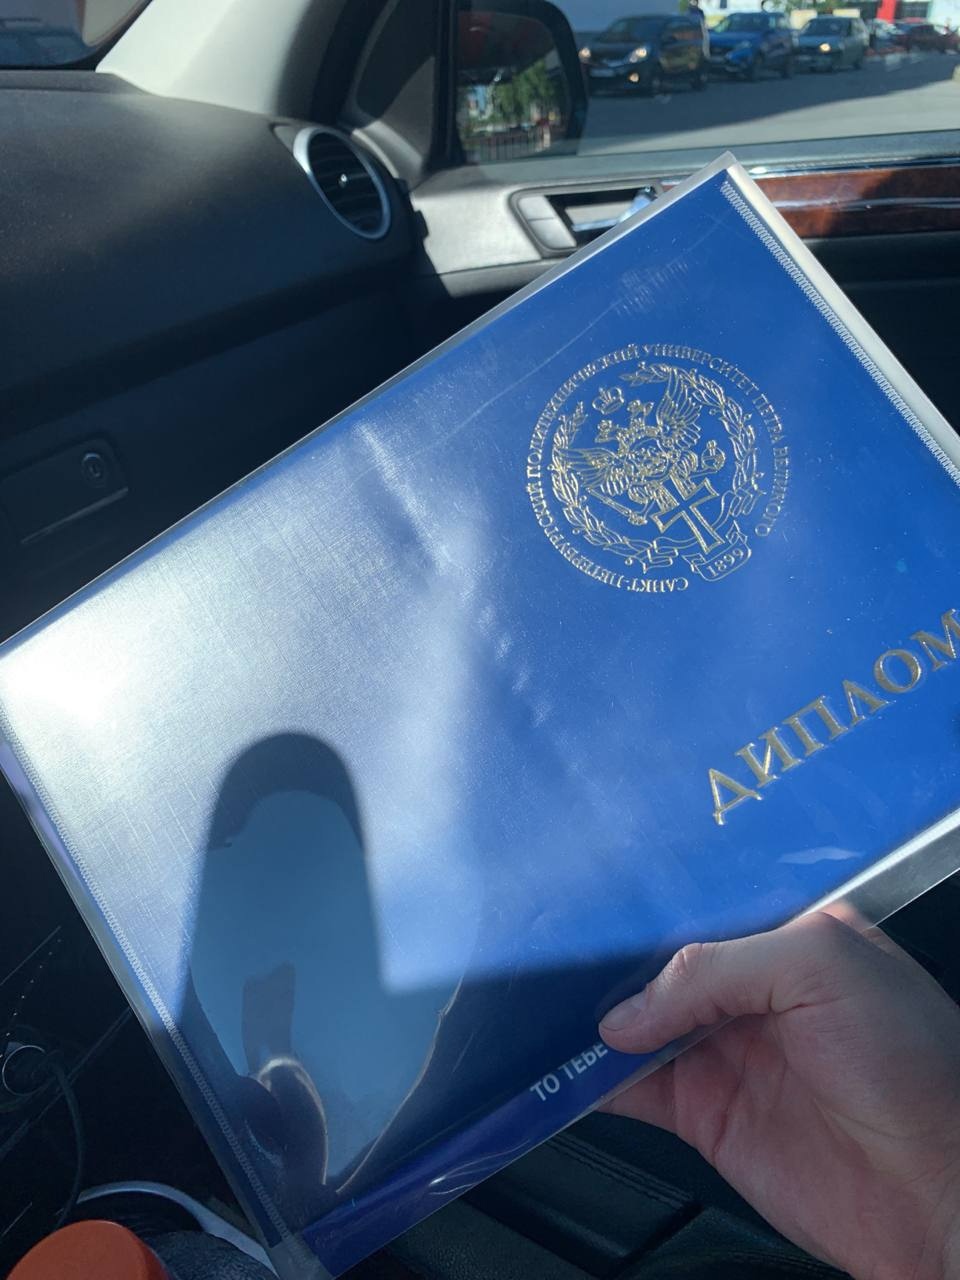 САНКТ-ПЕТЕРБУРГСКИЙ ПОЛИТЕХНИЧЕСКИЙ УНИВЕРСИТЕТ ПЕТРА ВЕЛИКОГО
1899
ДИПЛОМ
ТО ТЕБЕ